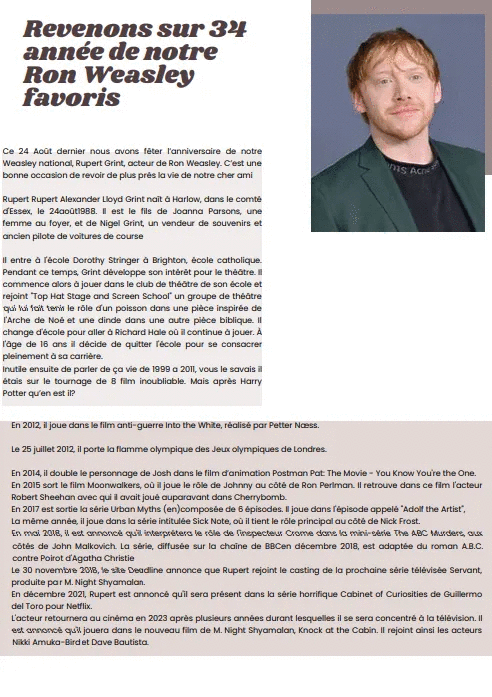 Revenons sur 34
année de notre
Ron Weasley
favoris
Ce 24 Août dernier nous avons fêter l'anniversaire de notre
Weasley national, Rupert Grint, acteur de Ron Weasley. C'est une
bonne occasion de revoir de plus près la vie de notre cher ami
Rupert Rupert Alexander Lloyd Grint naît à Harlow, dans le comté
d'Essex, le 24août1988. Il est le fils de Joanna Parsons, une
femme au foyer, et de Nigel Grint, un vendeur de souvenirs et
ancien pilote de voitures de course
Il entre à l'école Dorothy Stringer à Brighton, école catholique.
Pendant ce temps, Grint développe son intérêt pour le théâtre. Il
commence alors à jouer dans le club de théâtre de son école et
rejoint "Top Hat Stage and Screen School" un groupe de théâtre
qui lui fait tenir le rôle d'un poisson dans une pièce inspirée de
l'Arche de Noé et une dinde dans une autre pièce biblique. Il
change d'école pour aller à Richard Hale où il continue à jouer. À
l'âge de 16 ans il décide de quitter l'école pour se consacrer
pleinement à sa carrière.
Inutile ensuite de parler de ça vie de 1999 a 2011, vous le savais il
étais sur le tournage de 8 film inoubliable. Mais après Harry
Potter qu'en est il?
En 2012, il joue dans le film anti-guerre Into the White, réalisé par Petter Næss.
Le 25 juillet 2012, il porte la flamme olympique des Jeux olympiques de Londres.
En 2014, il double le personnage de Josh dans le film d'animation Postman Pat: The Movie - You Know You're the One.
En 2015 sort le film Moonwalkers, où il joue le rôle de Johnny au côté de Ron Perlman. Il retrouve dans ce film l'acteur
Robert Sheehan avec qui il avait joué auparavant dans Cherrybomb.
En 2017 est sortie la série Urban Myths (en)composée de 6 épisodes. Il joue dans l'épisode appelé "Adolf the Artist",
La même année, il joue dans la série intitulée Sick Note, où il tient le rôle principal au côté de Nick Frost.
En mai 2018, il est annoncé qu'il interprétera le rôle de l'inspecteur Crome dans la mini-série The ABC Murders, aux
côtés de John Malkovich. La série, diffusée sur la chaîne de BBCen décembre 2018, est adaptée du roman A.B.C.
contre Poirot d'Agatha Christie
Le 30 novembre 2018, le site Deadline annonce que Rupert rejoint le casting de la prochaine série télévisée Servant,
produite par M. Night Shyamalan.
En décembre 2021, Rupert est annoncé qu'il sera présent dans la série horrifique Cabinet of Curiosities de Guillermo
del Toro pour Netflix.
L'acteur retournera au cinéma en 2023 après plusieurs années durant lesquelles il se sera concentré à la télévision. Il
est annoncé qu'il jouera dans le nouveau film de M. Night Shyamalan, Knock at the Cabin. Il rejoint ainsi les acteurs
Nikki Amuka-Bird et Dave Bautista.